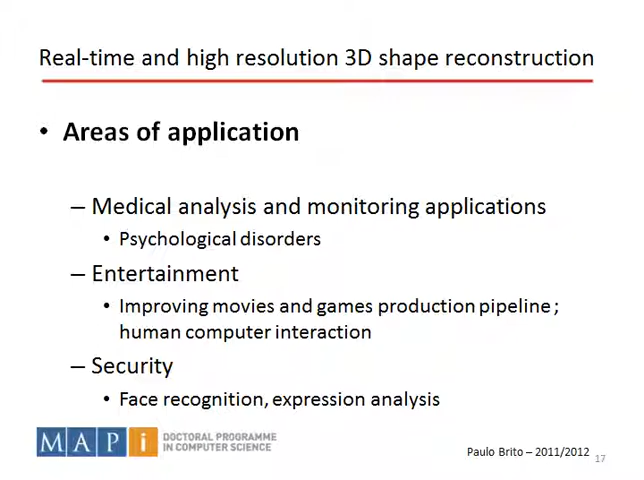 Real-time and high resolution 3D shape reconstruction
• Areas of application
– Medical analysis and monitoring applications
• Psychological disorders
– Entertainment
• Improving movies and games production pipeline ;
human computer interaction
– Security
• Face recognition, expression analysis
M A P i DOCTORAL PROGRAMME
IN COMPUTER SCIENCE
Paulo Brito – 2011/2012
17